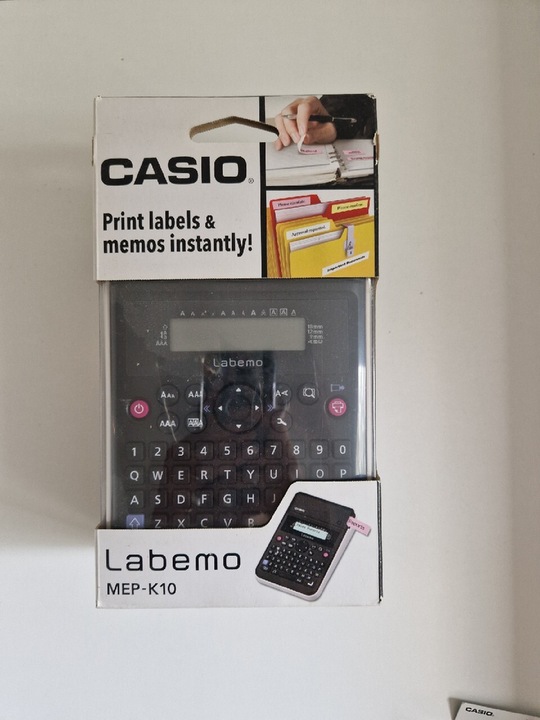 CASIO®
Print labels &
memos instantly!
Labemo
1 2 3 4 5 6 7 8 9 0
Q W E R T Y U I O P
A S D F G H J
Z X C V B
Labemo
MEP-K10
CASIO